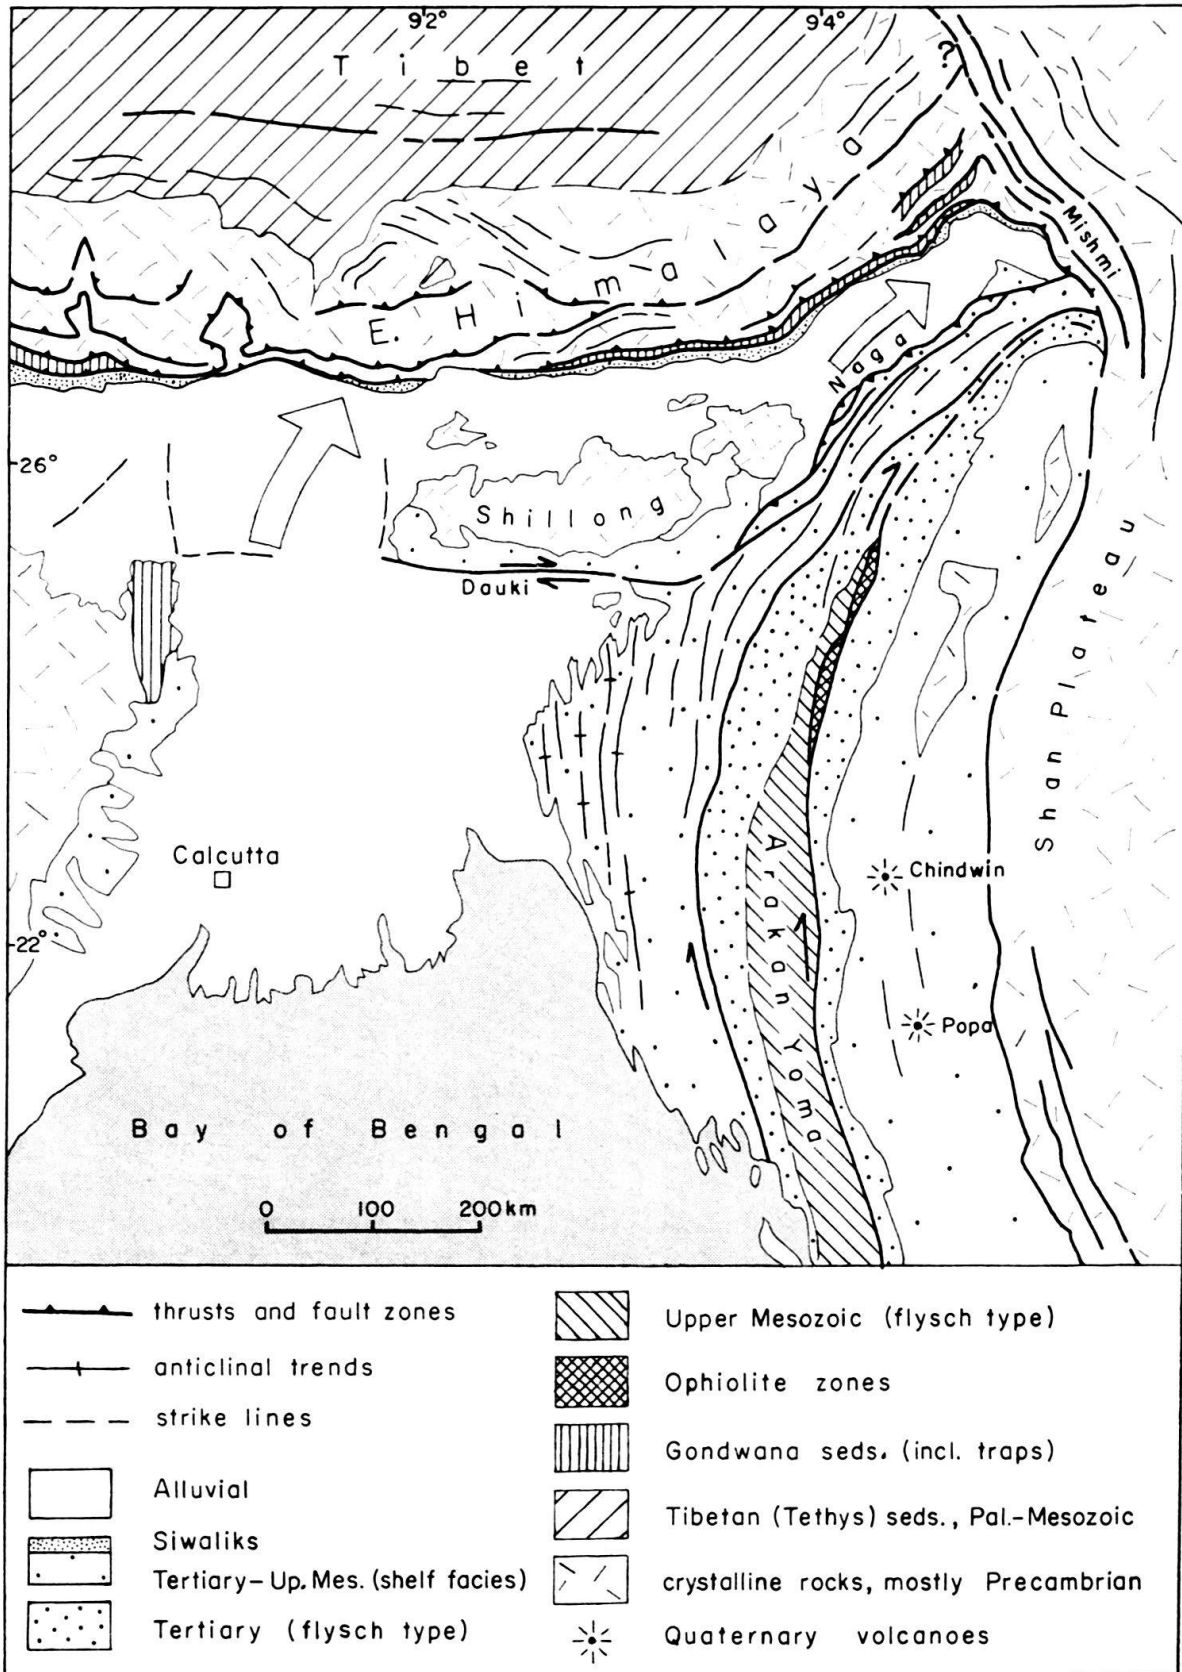 92°
94°
Tibet
?
E. Himalaya
Mishmi
Naga
26°
Shillong
Dauki
Shan Plateau
Calcutta
Chindwin
22°
Arakan Yoma
Popa
Bay of Bengal
0 100 200 km
thrusts and fault zones
anticlinal trends
strike lines
Alluvial
Siwaliks
Tertiary-Up. Mes. (shelf facies)
Tertiary (flysch type)
Upper Mesozoic (flysch type)
Ophiolite zones
Gondwana seds. (incl. traps)
Tibetan (Tethys) seds., Pal.-Mesozoic
crystalline rocks, mostly Precambrian
Quaternary volcanoes